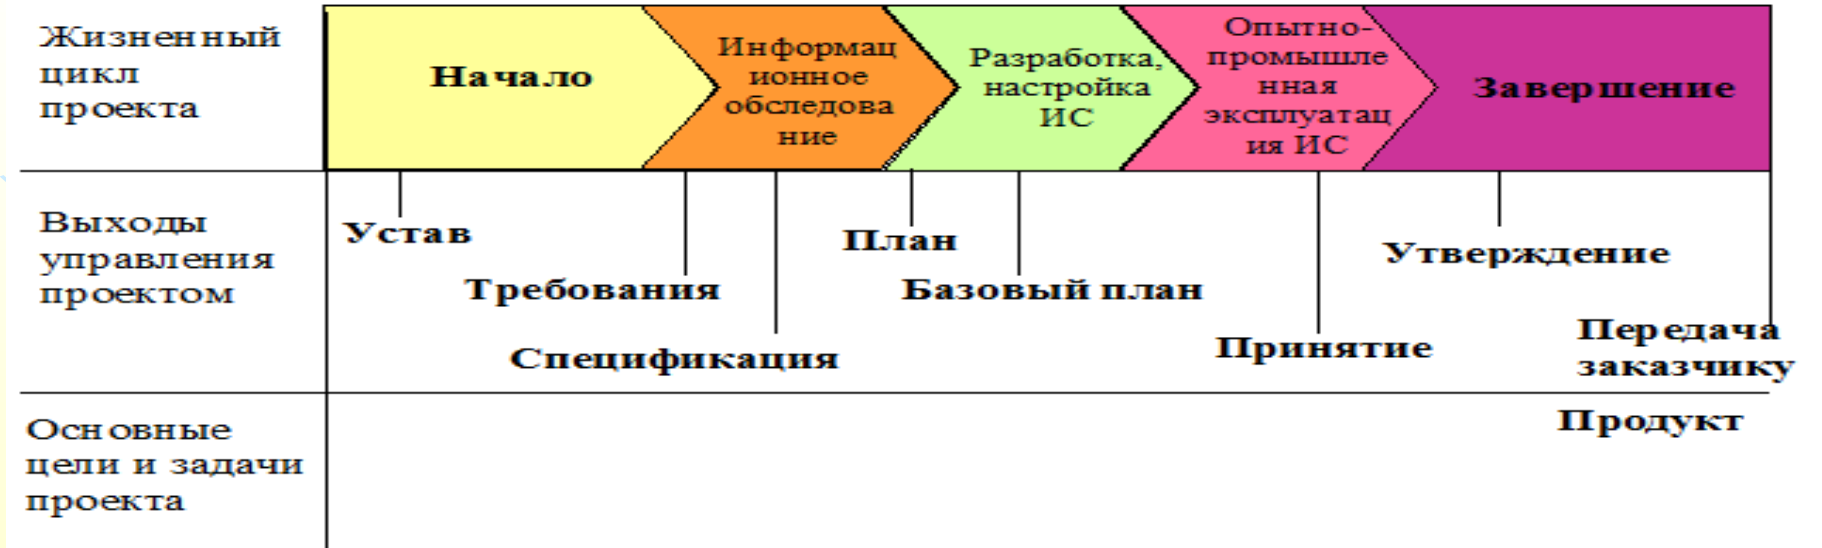 Жизненный
цикл
проекта
Начало
Информац
ионное
обследова
ние
Разработка,
настройка
ИС
Опытно-
промышле
нная
эксплуатац
ия ИС
Завершение
Выходы
управления
проектом
Устав
Требования
Спецификация
План
Базовый план
Принятие
Утверждение
Передача
заказчику
Основные
цели и задачи
проекта
Продукт